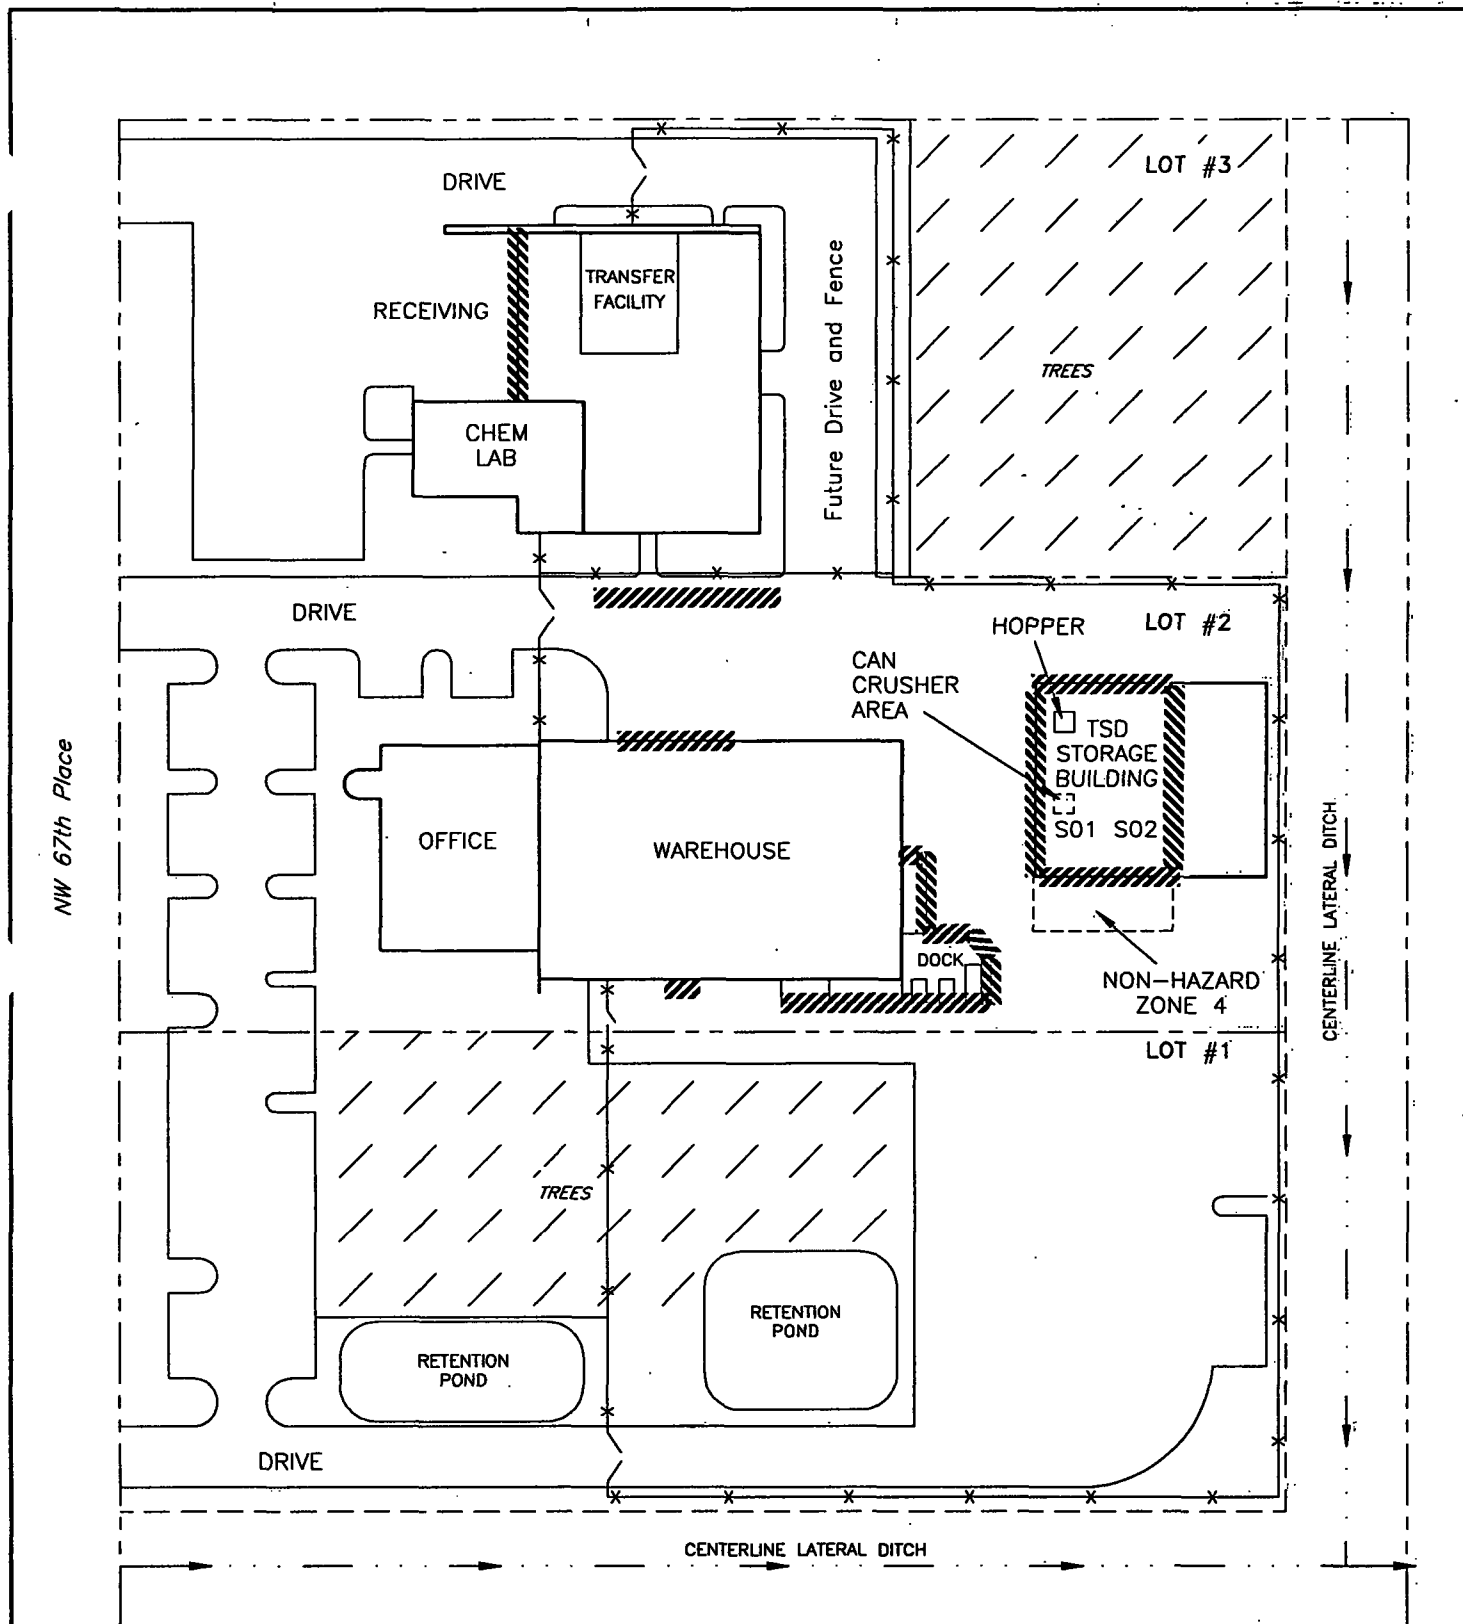 LOT #3
DRIVE
TRANSFER
FACILITY
RECEIVING
Future Drive and Fence
TREES
CHEM
LAB
DRIVE
LOT #2
HOPPER
CAN
CRUSHER
AREA
TSD
STORAGE
BUILDING
S01 S02
NW 67th Place
OFFICE
WAREHOUSE
CENTERLINE LATERAL DITCH
DOCK
NON-HAZARD
ZONE 4
LOT #1
TREES
RETENTION
POND
RETENTION
POND
DRIVE
CENTERLINE LATERAL DITCH